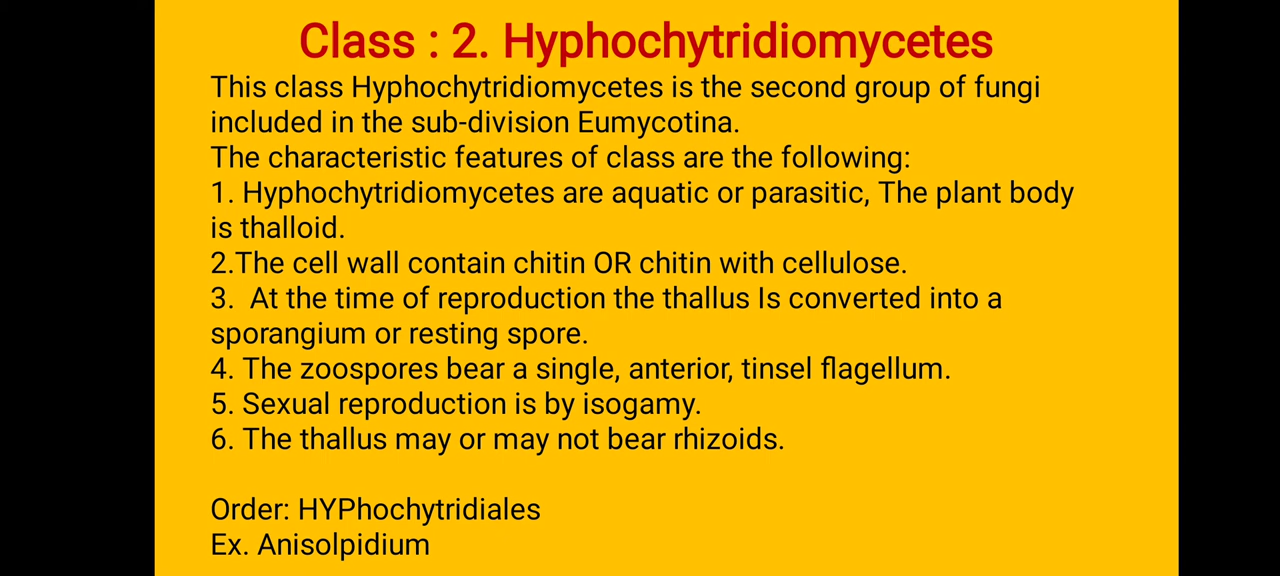 Class : 2. Hyphochytridiomycetes
This class Hyphochytridiomycetes is the second group of fungi
included in the sub-division Eumycotina.
The characteristic features of class are the following:
1. Hyphochytridiomycetes are aquatic or parasitic, The plant body
is thalloid.
2.The cell wall contain chitin OR chitin with cellulose.
3.  At the time of reproduction the thallus Is converted into a
sporangium or resting spore.
4. The zoospores bear a single, anterior, tinsel flagellum.
5. Sexual reproduction is by isogamy.
6. The thallus may or may not bear rhizoids.
Order: HYPhochytridiales
Ex. Anisolpidium